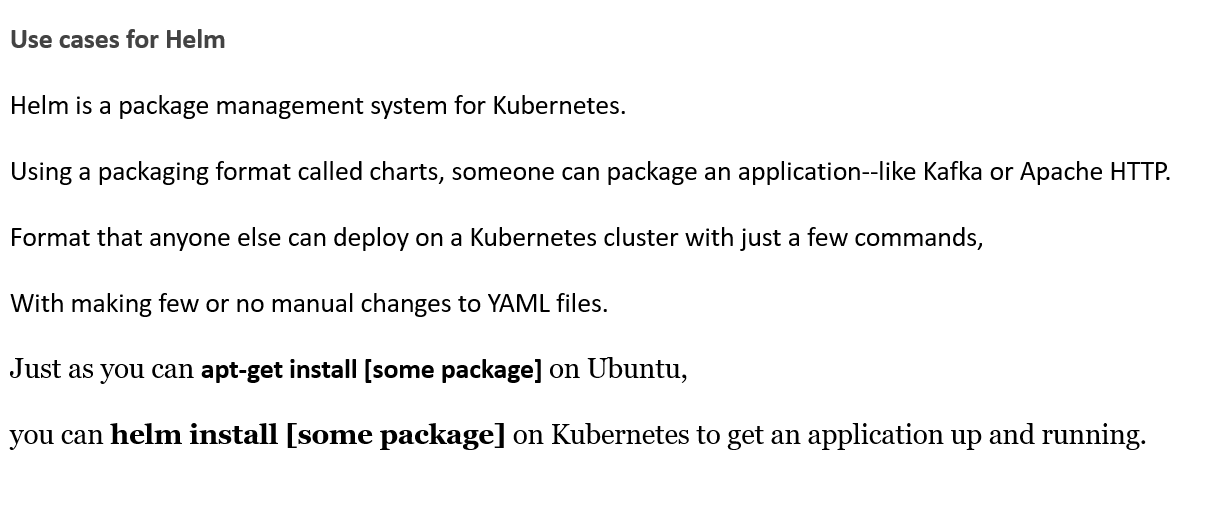 Use cases for Helm
Helm is a package management system for Kubernetes.
Using a packaging format called charts, someone can package an application--like Kafka or Apache HTTP.
Format that anyone else can deploy on a Kubernetes cluster with just a few commands,
With making few or no manual changes to YAML files.
Just as you can apt-get install [some package] on Ubuntu,
you can helm install [some package] on Kubernetes to get an application up and running.